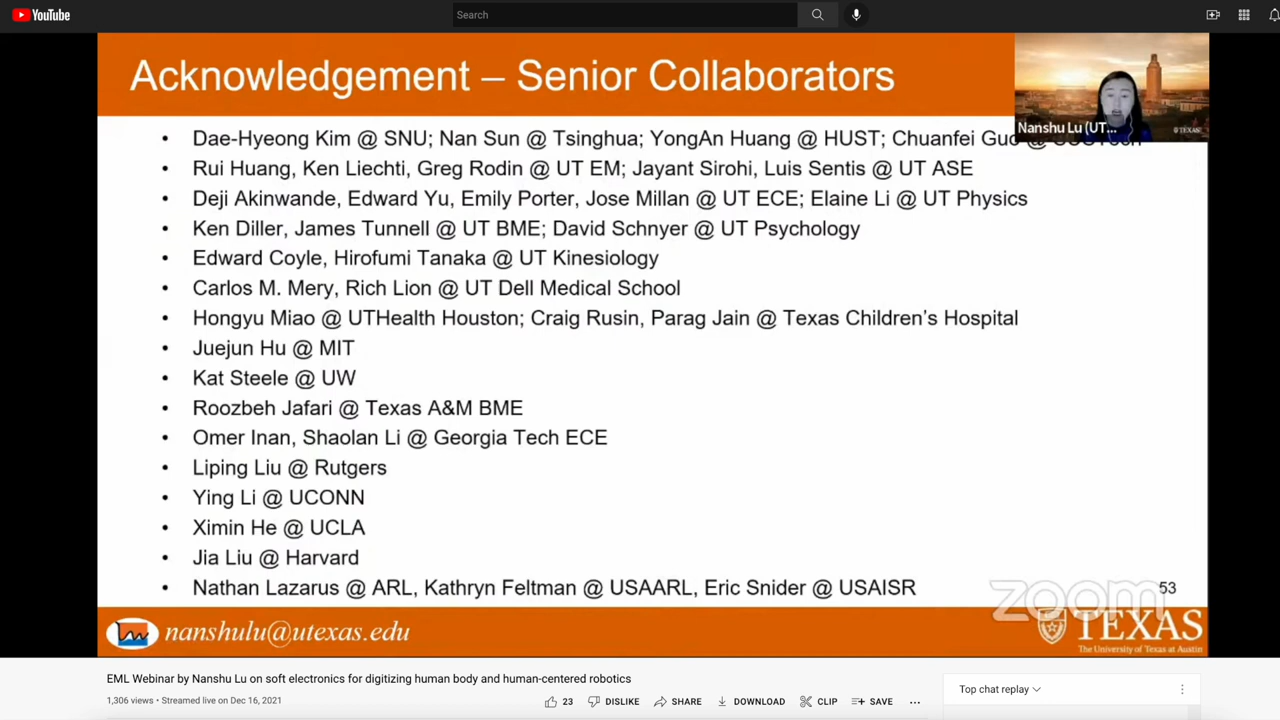 YouTube
Search
Acknowledgement – Senior Collaborators
Nanshu Lu (UT...
TEXAS
• Dae-Hyeong Kim @ SNU; Nan Sun @ Tsinghua; YongAn Huang @ HUST; Chuanfei Guo @
• Rui Huang, Ken Liechti, Greg Rodin @ UT EM; Jayant Sirohi, Luis Sentis @ UT ASE
• Deji Akinwande, Edward Yu, Emily Porter, Jose Millan @ UT ECE; Elaine Li @ UT Physics
• Ken Diller, James Tunnell @ UT BME; David Schnyer @ UT Psychology
• Edward Coyle, Hirofumi Tanaka @ UT Kinesiology
• Carlos M. Mery, Rich Lion @ UT Dell Medical School
• Hongyu Miao @ UTHealth Houston; Craig Rusin, Parag Jain @ Texas Children’s Hospital
• Juejun Hu @ MIT
• Kat Steele @ UW
• Roozbeh Jafari @ Texas A&M BME
• Omer Inan, Shaolan Li @ Georgia Tech ECE
• Liping Liu @ Rutgers
• Ying Li @ UCONN
• Ximin He @ UCLA
• Jia Liu @ Harvard
• Nathan Lazarus @ ARL, Kathryn Feltman @ USAARL, Eric Snider @ USAISR
zoom
53
nanshulu@utexas.edu
TEXAS
The University of Texas at Austin
EML Webinar by Nanshu Lu on soft electronics for digitizing human body and human-centered robotics
1,306 views • Streamed live on Dec 16, 2021
23 DISLIKE SHARE DOWNLOAD CLIP SAVE ...
Top chat replay